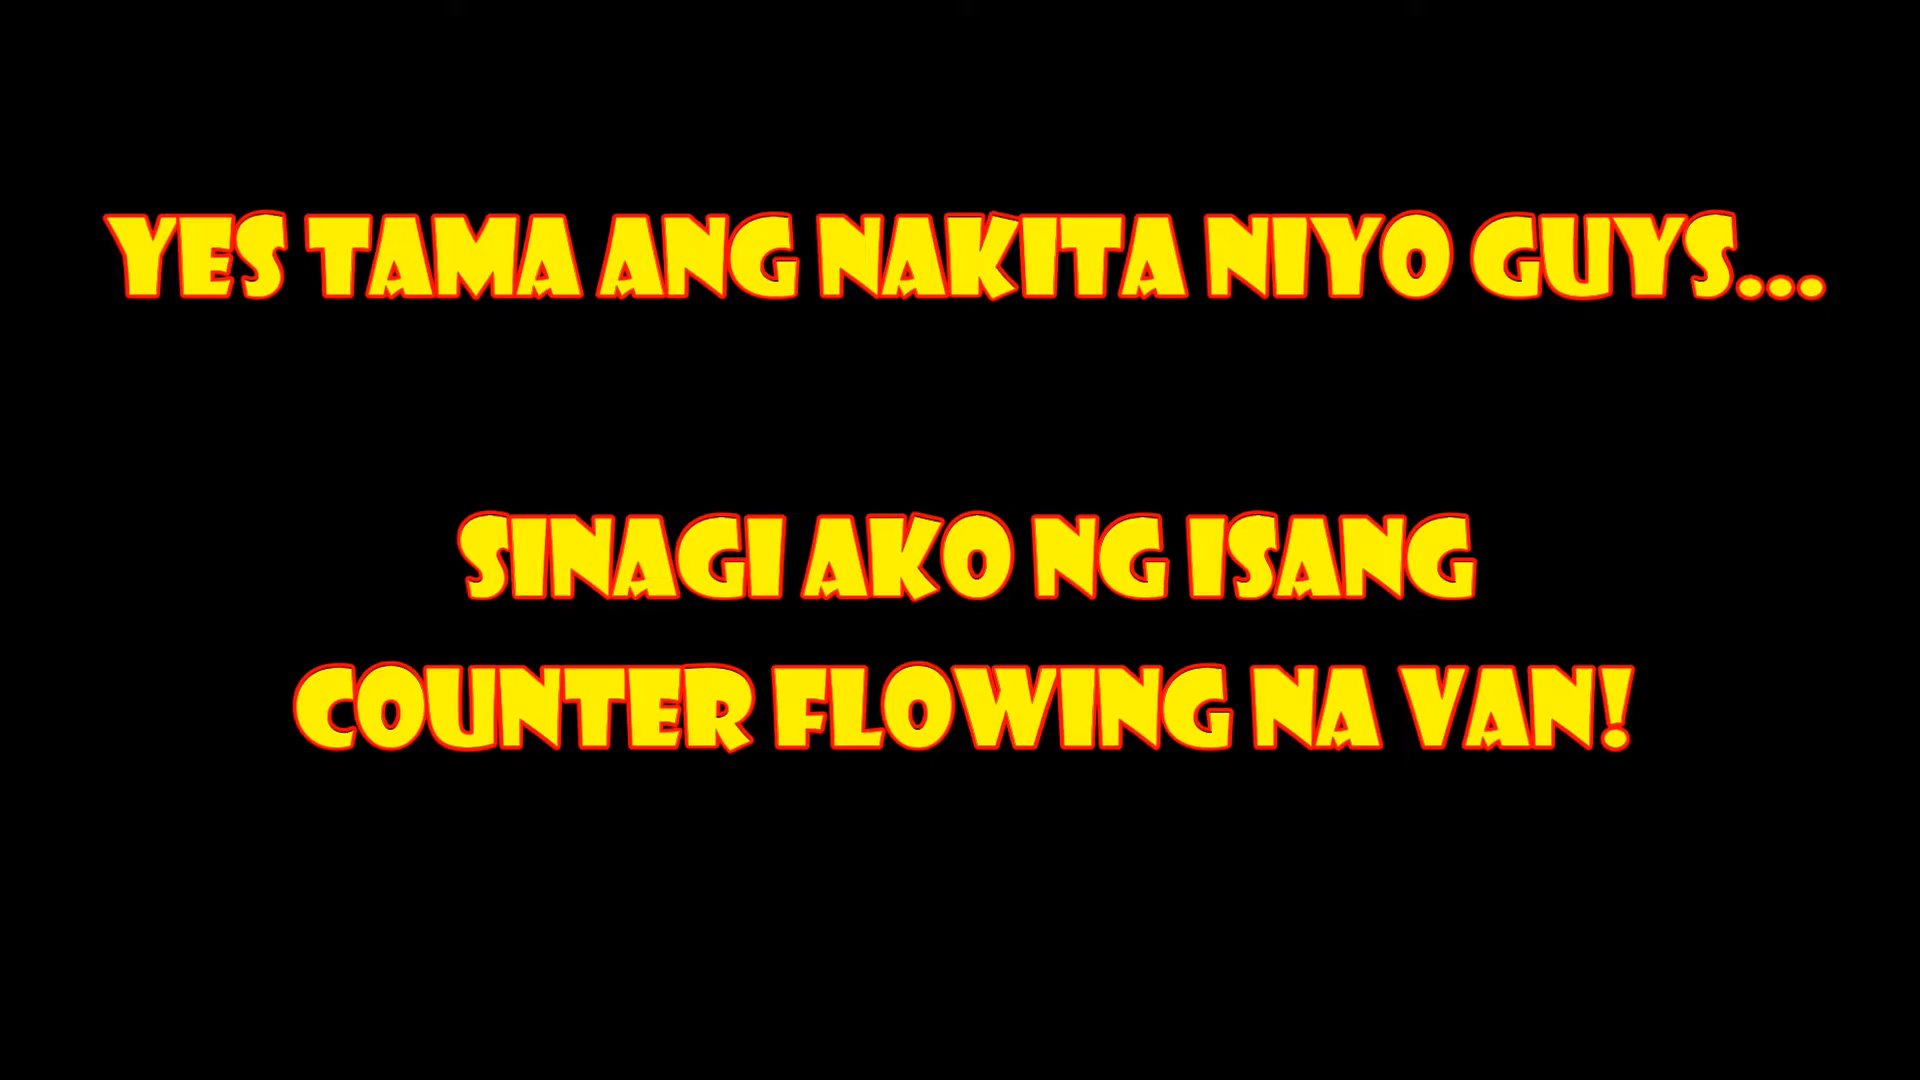 YES TAMA ANG NAKITA NIYO GUYS...
SINAGI AKO NG ISANG
COUNTER FLOWING NA VAN!